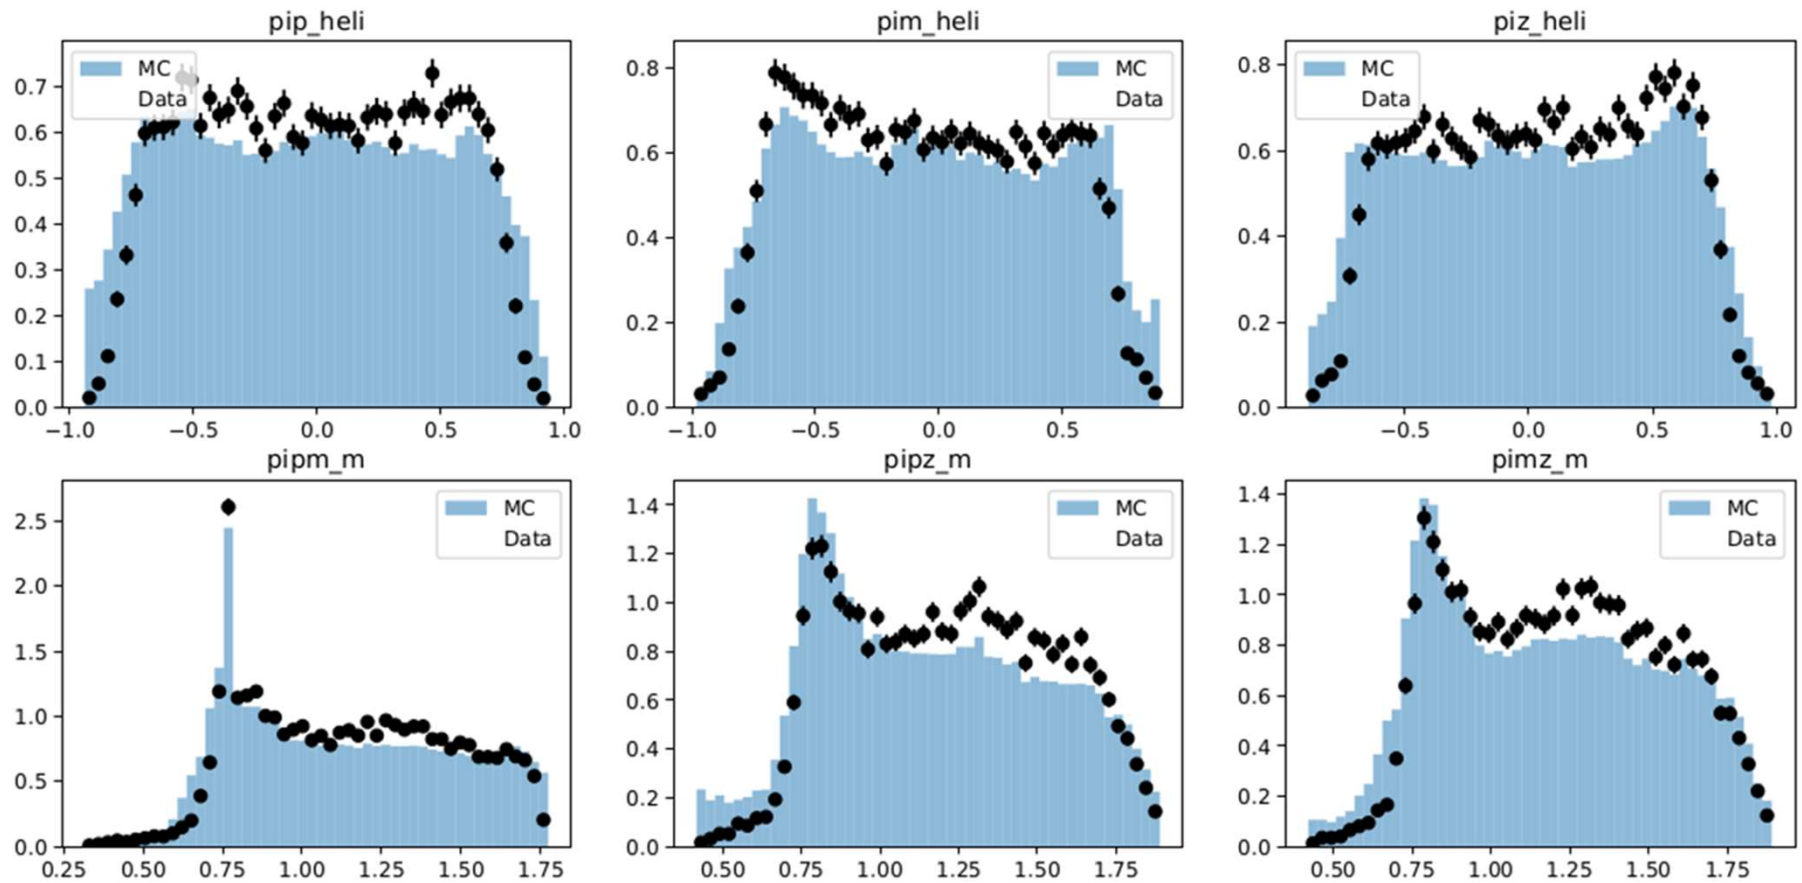 pip_heli
pim_heli
piz_heli
MC
Data
MC
Data
MC
Data
0.7
0.6
0.5
0.4
0.3
0.2
0.1
0.0
0.8
0.6
0.4
0.2
0.0
0.8
0.6
0.4
0.2
0.0
−1.0 −0.5 0.0 0.5 1.0
−1.0 −0.5 0.0 0.5
−0.5 0.0 0.5 1.0
pipm_m
pipz_m
pimz_m
MC
Data
MC
Data
MC
Data
2.5
2.0
1.5
1.0
0.5
0.0
1.4
1.2
1.0
0.8
0.6
0.4
0.2
0.0
1.4
1.2
1.0
0.8
0.6
0.4
0.2
0.0
0.25 0.50 0.75 1.00 1.25 1.50 1.75
0.50 0.75 1.00 1.25 1.50 1.75
0.50 0.75 1.00 1.25 1.50 1.75